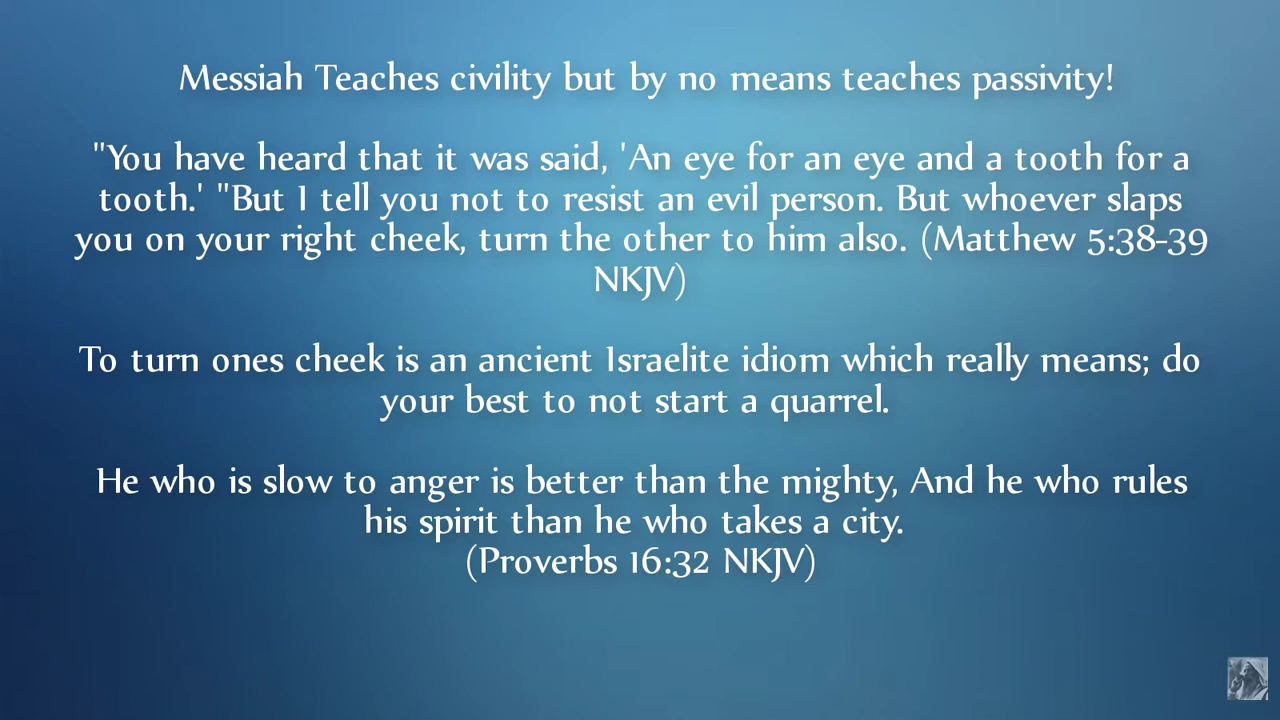 Messiah Teaches civility but by no means teaches passivity!
"You have heard that it was said, 'An eye for an eye and a tooth for a
tooth.' "But I tell you not to resist an evil person. But whoever slaps
you on your right cheek, turn the other to him also. (Matthew 5:38-39
NKJV)
To turn ones cheek is an ancient Israelite idiom which really means; do
your best to not start a quarrel.
He who is slow to anger is better than the mighty, And he who rules
his spirit than he who takes a city.
(Proverbs 16:32 NKJV)